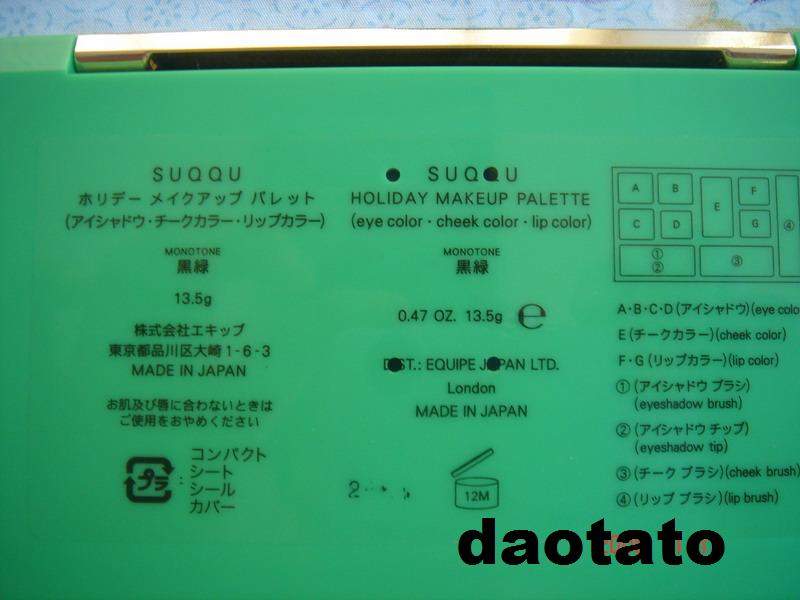 SUQQU
ホリデー メイクアップ パレット
(アイシャドウ・チークカラー・リップカラー)
MONOTONE
黒緑
13.5g
株式会社エキップ
東京都品川区大崎1-6-3
MADE IN JAPAN
お肌及び唇に合わないときは
ご使用をおやめください
プラ : コンパクト
シート
シール
カバー
SUQQU
HOLIDAY MAKEUP PALETTE
(eye color・cheek color・lip color)
MONOTONE
黒緑
0.47 OZ. 13.5g ℮
DIST.: EQUIPE JAPAN LTD.
London
MADE IN JAPAN
12M
A B E F ④
C D G
① ② ③
A・B・C・D (アイシャドウ)(eye colo
E (チークカラー)(cheek color)
F・G (リップカラー)(lip color)
① (アイシャドウ ブラシ)
(eyeshadow brush)
② (アイシャドウ チップ)
(eyeshadow tip)
③ (チーク ブラシ)(cheek brush)
④ (リップ ブラシ)(lip brush)
daotato